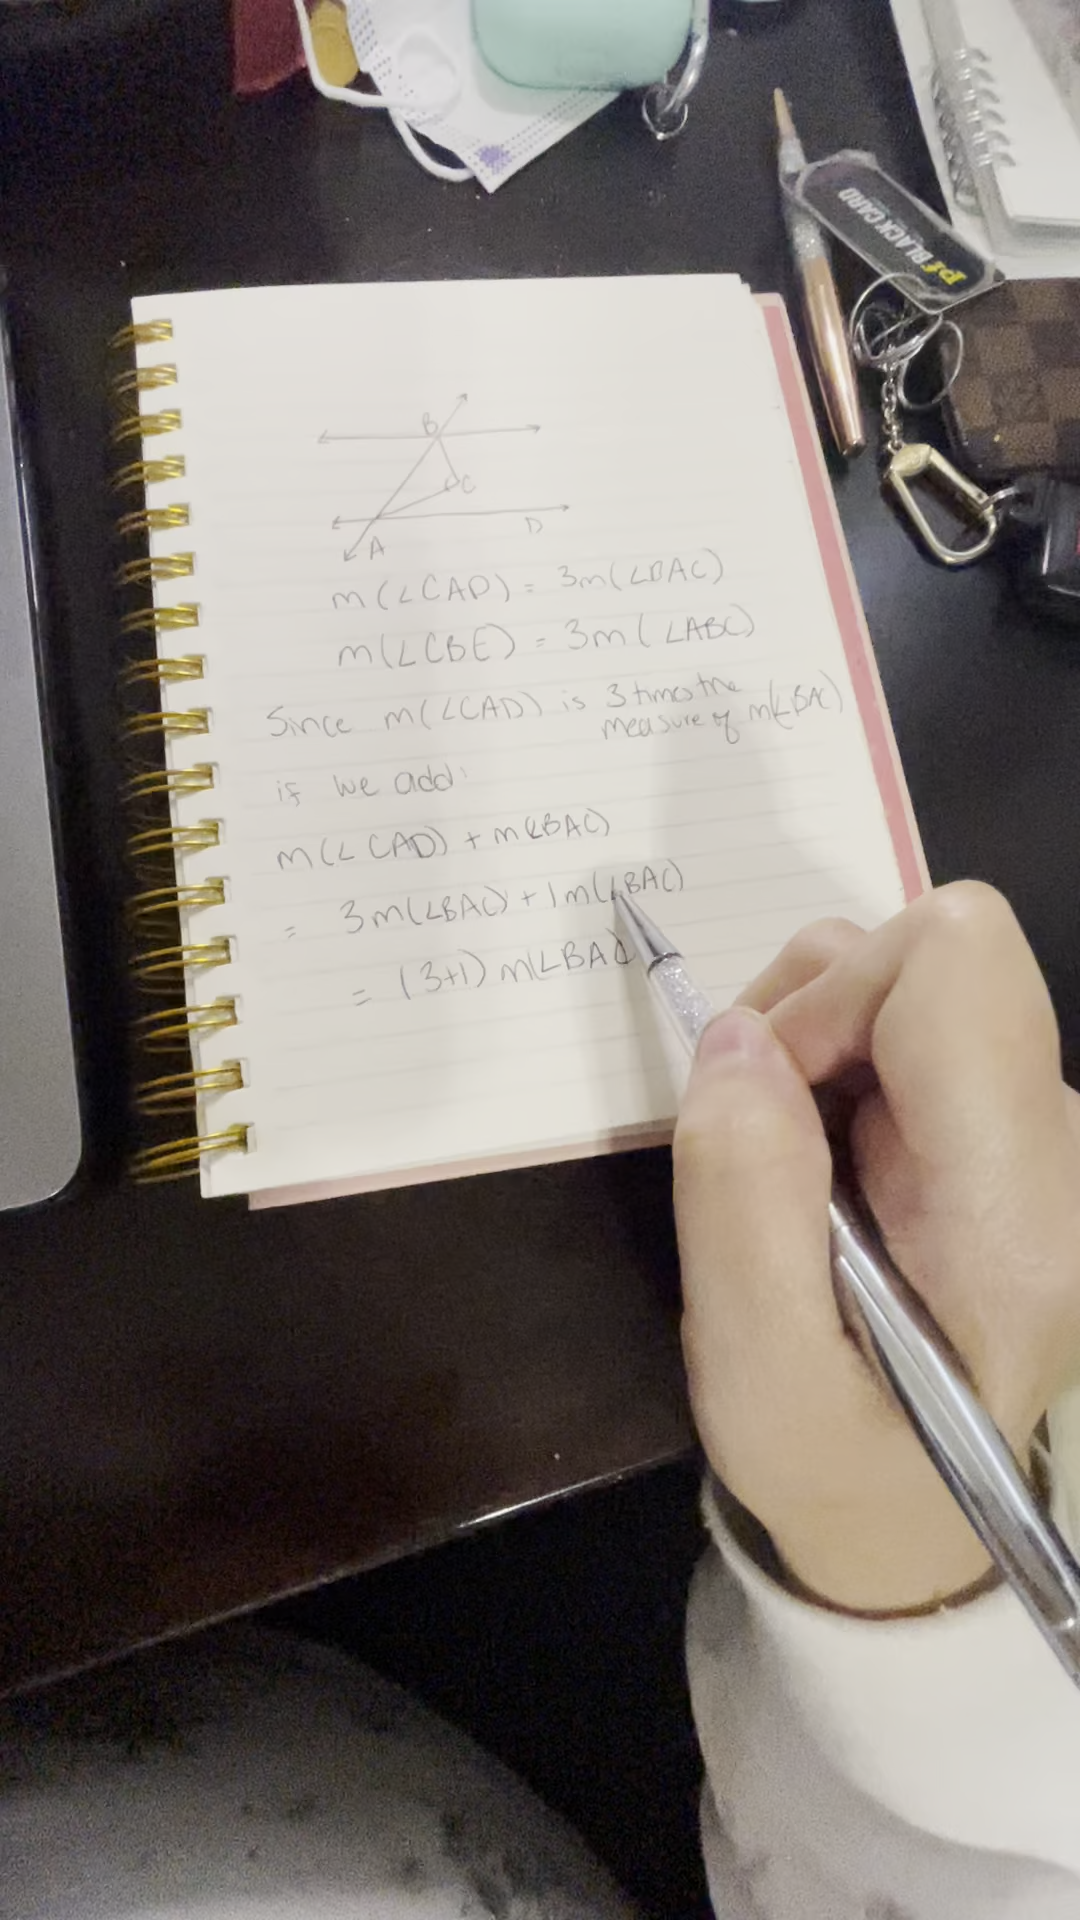 pf BLACK CARD
B
C
D
A
m(∠CAD) = 3m(∠BAC)
m(∠CBE) = 3m(∠ABC)
Since m(∠CAD) is 3 times the
measure of m(∠BAC)
if we add:
m(∠CAD) + m(∠BAC)
= 3m(∠BAC) + 1m(∠BAC)
= (3+1) m(∠BAC